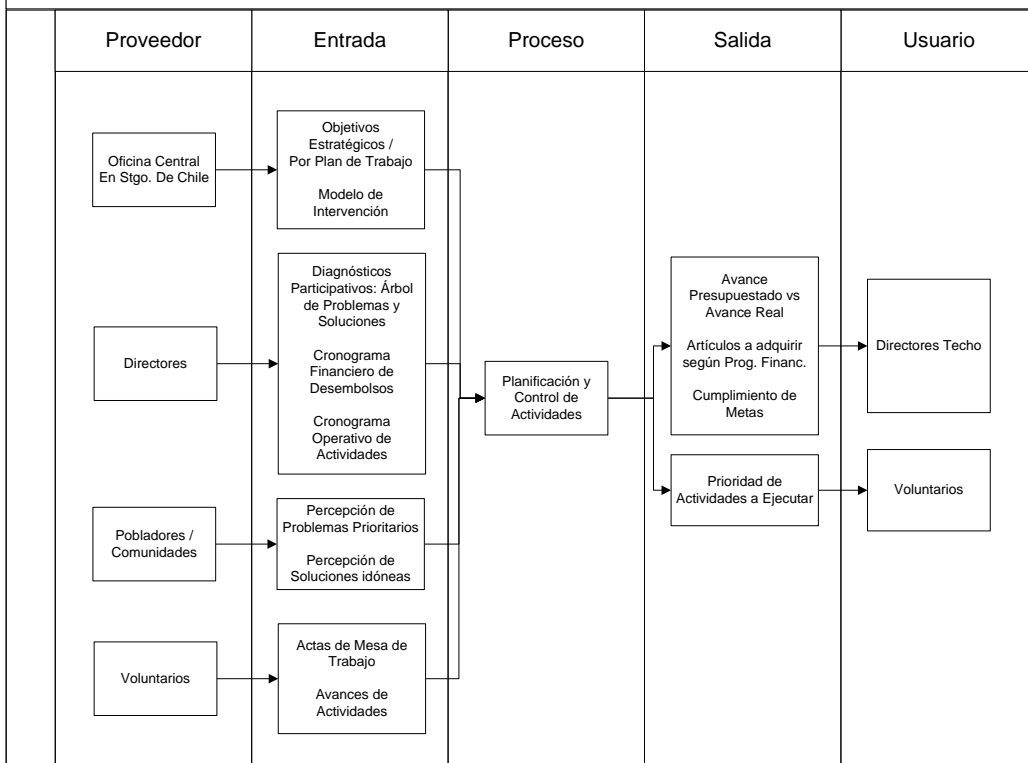 Proveedor
Entrada
Proceso
Salida
Usuario
Oficina Central
En Stgo. De Chile
Objetivos
Estratégicos /
Por Plan de Trabajo
Modelo de
Intervención
Directores
Diagnósticos
Participativos: Árbol
de Problemas y
Soluciones
Cronograma
Financiero de
Desembolsos
Cronograma
Operativo de
Actividades
Pobladores /
Comunidades
Percepción de
Problemas Prioritarios
Percepción de
Soluciones idóneas
Voluntarios
Actas de Mesa de
Trabajo
Avances de
Actividades
Planificación y
Control de
Actividades
Avance
Presupuestado vs
Avance Real
Artículos a adquirir
según Prog. Financ.
Cumplimiento de
Metas
Prioridad de
Actividades a Ejecutar
Directores Techo
Voluntarios